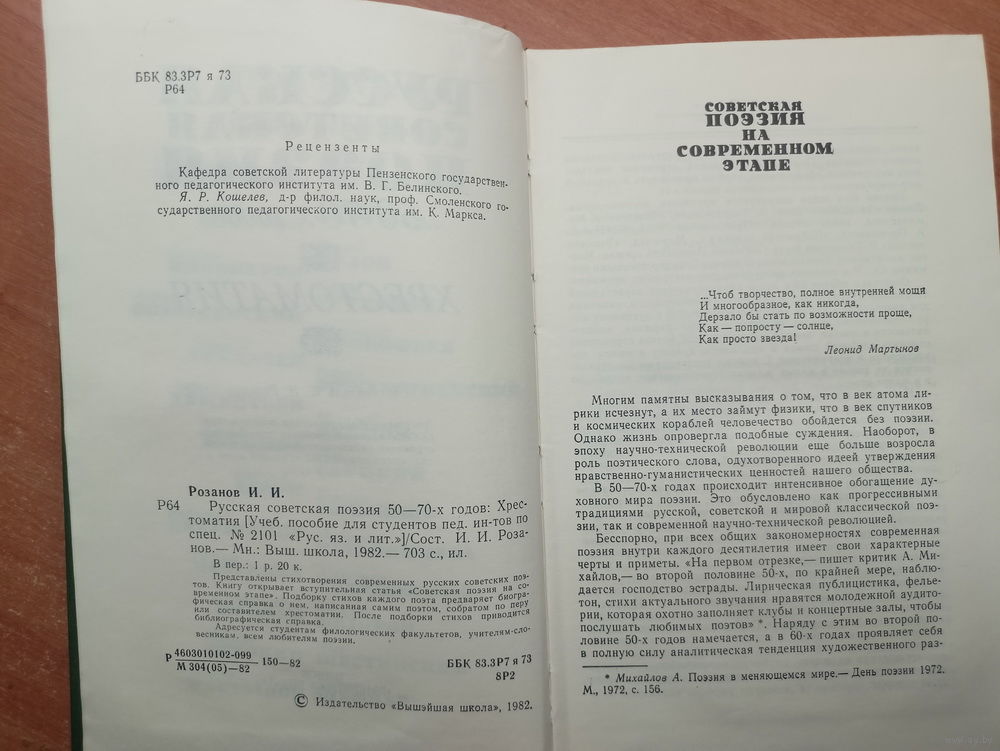 ББК 83.3Р7 я 73
Р64
Рецензенты
Кафедра советской литературы Пензенского государствен-
ного педагогического института им. В. Г. Белинского.
Я. Р. Кошелев, д-р филол. наук, проф. Смоленского го-
сударственного педагогического института им. К. Маркса.
Розанов И. И.
Р64 Русская советская поэзия 50—70-х годов: Хрес-
томатия [Учеб. пособие для студентов пед. ин-тов по
спец. № 2101 «Рус. яз. и лит.»]/Сост. И. И. Роза-
нов.— Мн.: Выш. школа, 1982.— 703 с., ил.
В пер.: 1 р. 20 к.
Представлены стихотворения современных русских советских поэ-
тов. Книгу открывает вступительная статья «Советская поэзия на со-
временном этапе». Подборку стихов каждого поэта предваряет биогра-
фическая справка о нем, написанная самим поэтом, собратом по перу
или составителем хрестоматии. После подборки стихов приводится
библиографическая справка.
Адресуется студентам филологических факультетов, учителям-сло-
весникам, всем любителям поэзии.
Р 4603010102-099
М 304(05)—82 150—82
ББК 83.3Р7 я 73
8Р2
© Издательство «Вышэйшая школа», 1982.
СОВЕТСКАЯ
ПОЭЗИЯ
НА
СОВРЕМЕННОМ
ЭТАПЕ
...Чтоб творчество, полное внутренней мощи
И многообразное, как никогда,
Дерзало бы стать по возможности проще,
Как — попросту — солнце,
Как просто звезда!
Леонид Мартынов
Многим памятны высказывания о том, что в век атома ли-
рики исчезнут, а их место займут физики, что в век спутников
и космических кораблей человечество обойдется без поэзии.
Однако жизнь опровергла подобные суждения. Наоборот, в
эпоху научно-технической революции еще больше возросла
роль поэтического слова, одухотворенного идеей утверждения
нравственно-гуманистических ценностей нашего общества.
В 50—70-х годах происходит интенсивное обогащение ду-
ховного мира поэзии. Это обусловлено как прогрессивными
традициями русской, советской и мировой классической поэ-
зии, так и современной научно-технической революцией.
Бесспорно, при всех общих закономерностях современная
поэзия внутри каждого десятилетия имеет свои характерные
черты и приметы. «На первом отрезке,— пишет критик А. Ми-
хайлов,— во второй половине 50-х, по крайней мере, наблю-
дается господство эстрады. Лирическая публицистика, фелье-
тон, стихи актуального звучания нравятся молодежной аудито-
рии, которая охотно заполняет клубы и концертные залы, чтобы
послушать любимых поэтов» *. Наряду с этим во второй по-
ловине 50-х годов намечается, а в 60-х годах проявляет себя
в полную силу аналитическая тенденция художественного раз-
* Михайлов А. Поэзия в меняющемся мире.— День поэзии 1972.
М., 1972, с. 156.